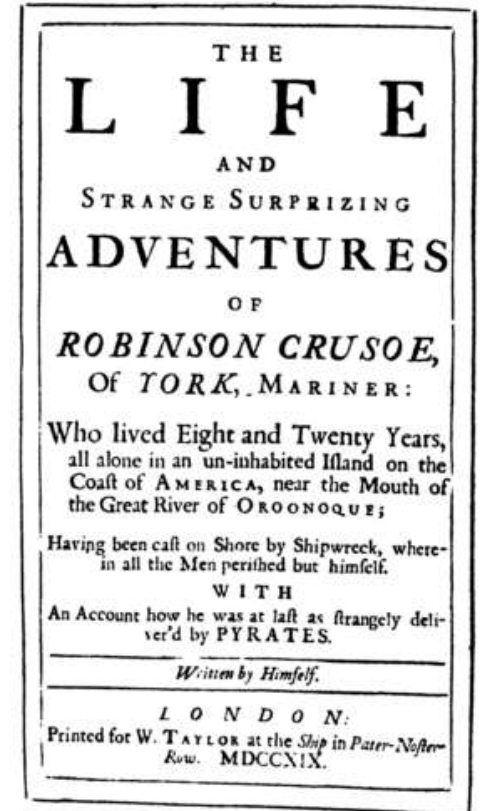 THE
LIFE
AND
STRANGE SURPRIZING
ADVENTURES
OF
ROBINSON CRUSOE,
Of YORK, MARINER:
Who lived Eight and Twenty Years,
all alone in an un-inhabited Iſland on the
Coaſt of AMERICA, near the Mouth of
the Great River of OROONOQUE;
Having been caſt on Shore by Shipwreck, where-
in all the Men periſhed but himſelf.
WITH
An Account how he was at laſt as ſtrangely deli-
ver'd by PYRATES.
Written by Himſelf.
LONDON:
Printed for W. TAYLOR at the Ship in Pater-Noſter-
Row. MDCCXIX.